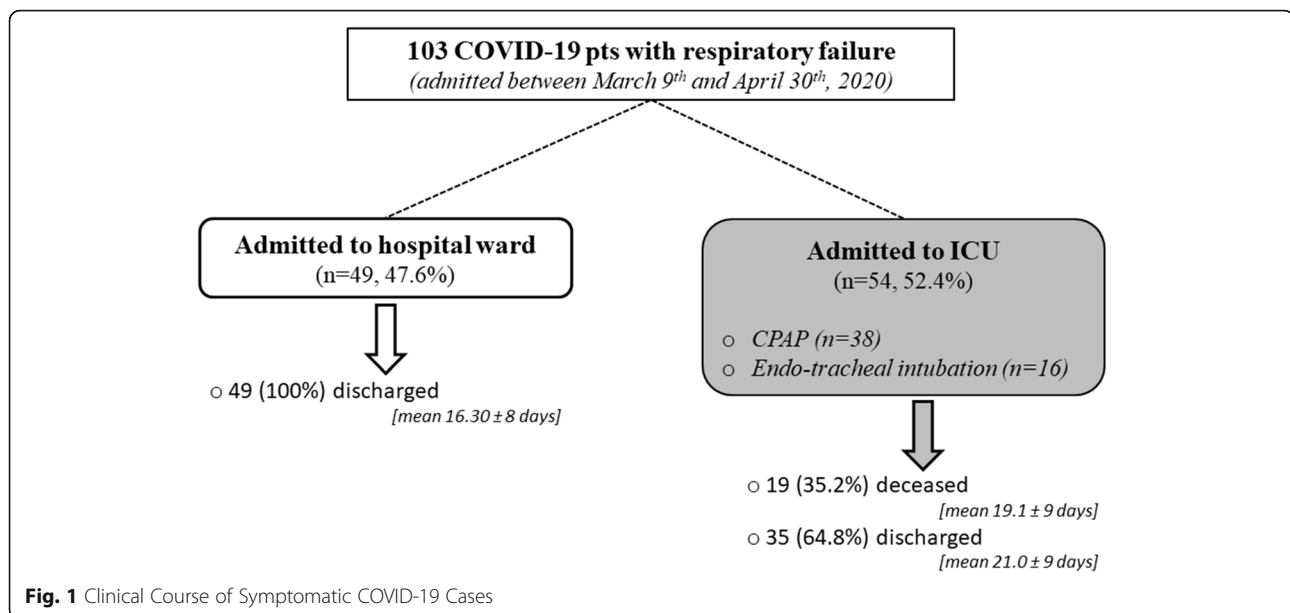 103 COVID-19 pts with respiratory failure
(admitted between March 9th and April 30th, 2020)
Admitted to hospital ward
(n=49, 47.6%)
○ 49 (100%) discharged
[mean 16.30 ± 8 days]
Admitted to ICU
(n=54, 52.4%)
○ CPAP (n=38)
○ Endo-tracheal intubation (n=16)
○ 19 (35.2%) deceased
[mean 19.1 ± 9 days]
○ 35 (64.8%) discharged
[mean 21.0 ± 9 days]
Fig. 1 Clinical Course of Symptomatic COVID-19 Cases